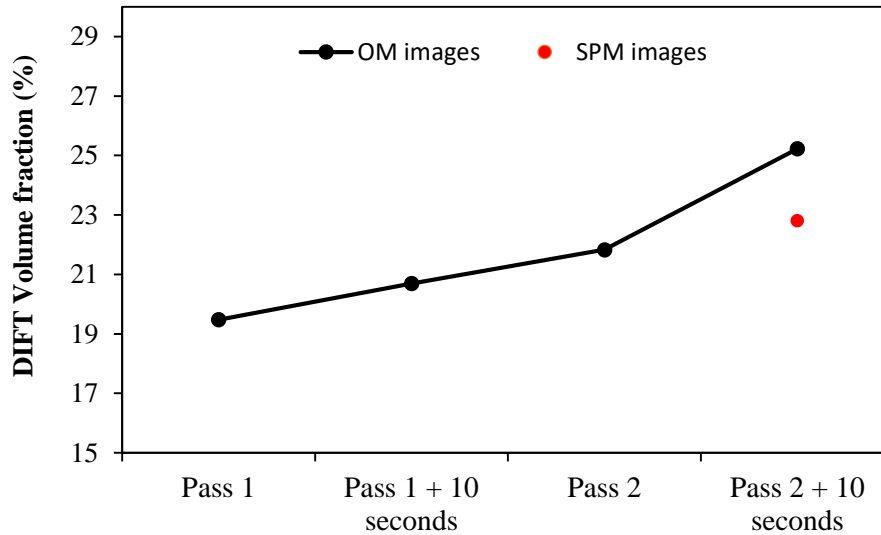 DIFT Volume fraction (%)
29
27
25
23
21
19
17
15
OM images
SPM images
Pass 1
Pass 1 + 10
seconds
Pass 2
Pass 2 + 10
seconds